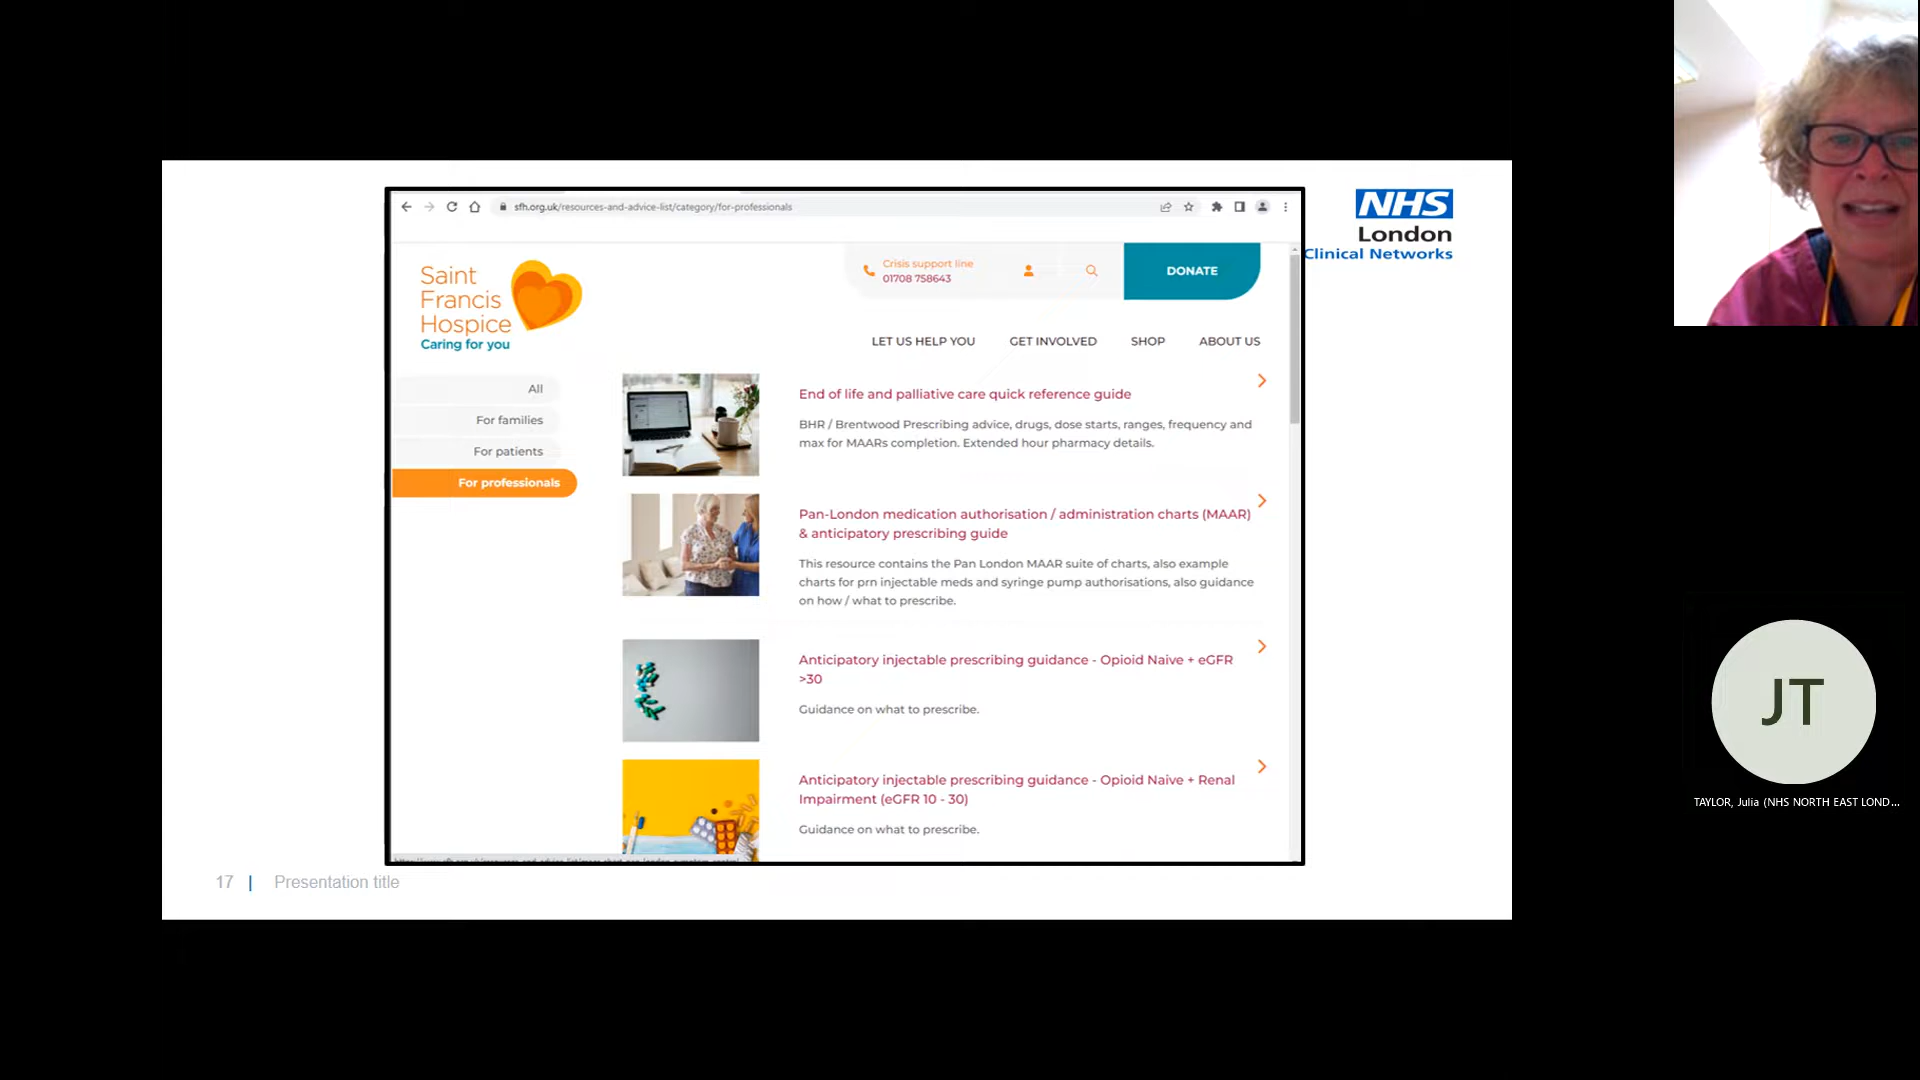 sfh.org.uk/resources-and-advice-list/category/for-professionals
NHS
London
Clinical Networks
Saint
Francis
Hospice
Caring for you
Crisis support line
01708 758643
DONATE
LET US HELP YOU GET INVOLVED SHOP ABOUT US
All
For families
For patients
For professionals
End of life and palliative care quick reference guide
BHR / Brentwood Prescribing advice, drugs, dose starts, ranges, frequency and
max for MAARs completion. Extended hour pharmacy details.
Pan-London medication authorisation / administration charts (MAAR)
& anticipatory prescribing guide
This resource contains the Pan London MAAR suite of charts, also example
charts for prn injectable meds and syringe pump authorisations, also guidance
on how / what to prescribe.
Anticipatory injectable prescribing guidance - Opioid Naive + eGFR
>30
Guidance on what to prescribe.
Anticipatory injectable prescribing guidance - Opioid Naive + Renal
Impairment (eGFR 10 - 30)
Guidance on what to prescribe.
17 | Presentation title
JT
TAYLOR, Julia (NHS NORTH EAST LOND...